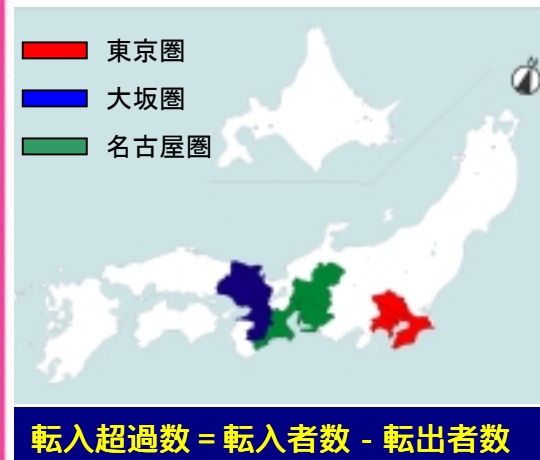 東京圏
大坂圏
名古屋圏
N
転入超過数 = 転入者数 - 転出者数